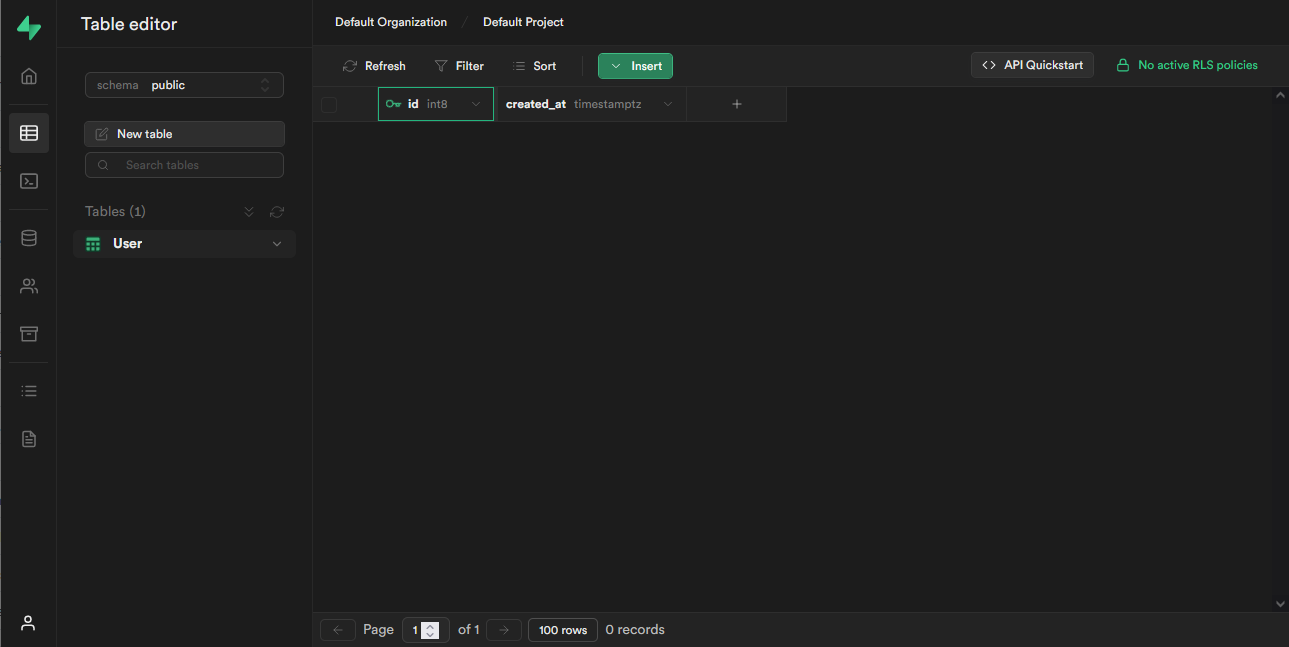 Table editor
Default Organization / Default Project
schema public
New table
Search tables
Tables (1)
User
Refresh Filter Sort Insert API Quickstart No active RLS policies
id int8 created_at timestamptz +
Page 1 of 1 100 rows 0 records